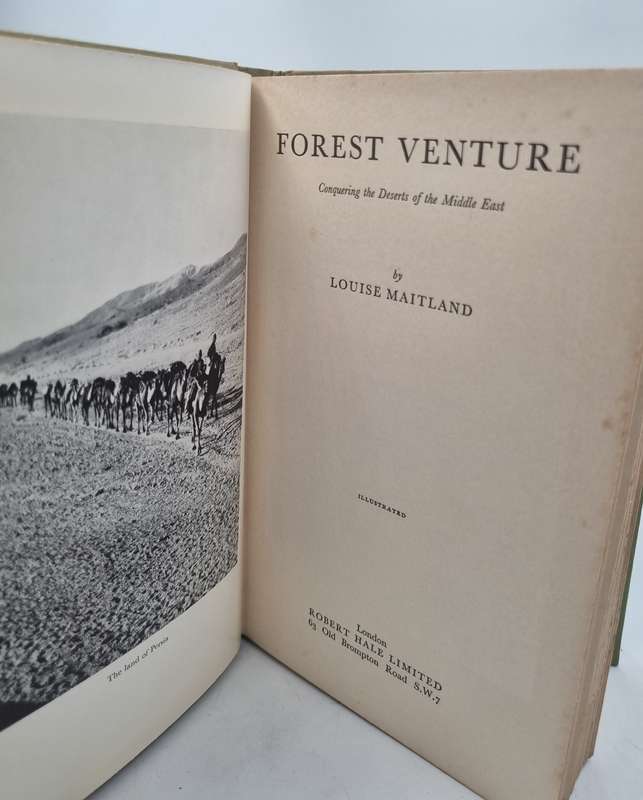 The land of Persia
FOREST VENTURE
Conquering the Deserts of the Middle East
by
LOUISE MAITLAND
ILLUSTRATED
London
ROBERT HALE LIMITED
63 Old Brompton Road S.W.7